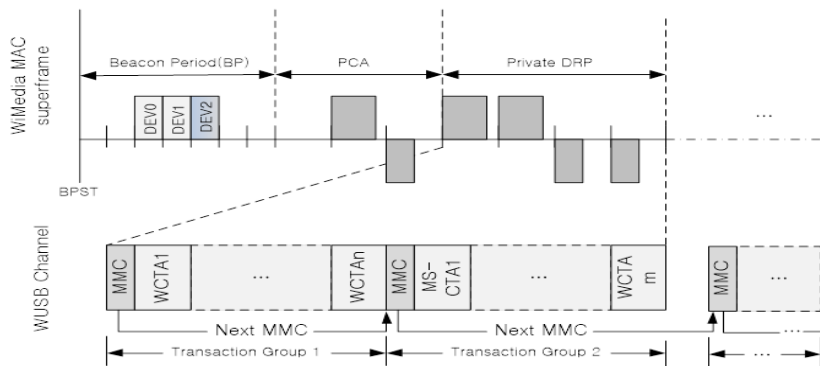 WiMedia MAC
superframe
Beacon Period(BP)
PCA
Private DRP
DEV0
DEV1
DEV2
...
BPST
WUSB Channel
MMC
WCTA1
...
WCTAn
MMC
MS-
CTA1
...
WCTA
m
MMC
...
Next MMC
Next MMC
...
Transaction Group 1
Transaction Group 2
...